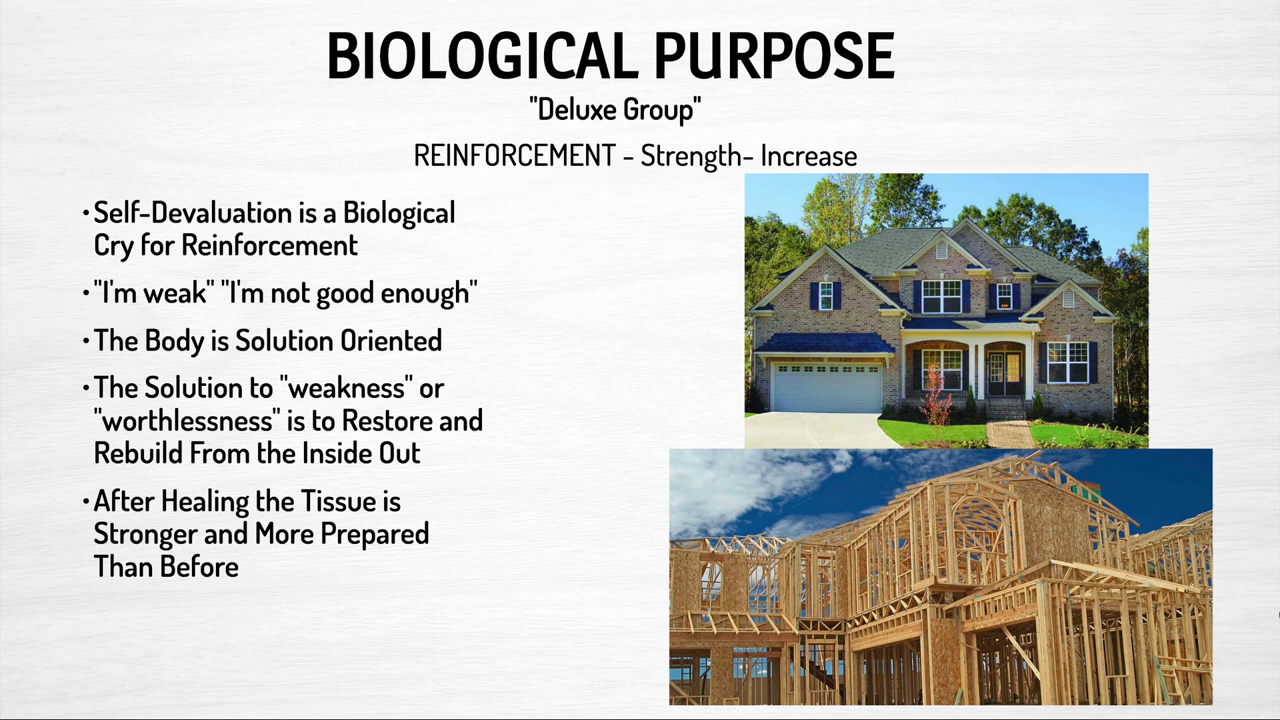 BIOLOGICAL PURPOSE
"Deluxe Group"
REINFORCEMENT - Strength- Increase
• Self-Devaluation is a Biological
Cry for Reinforcement
• "I'm weak" "I'm not good enough"
• The Body is Solution Oriented
• The Solution to "weakness" or
"worthlessness" is to Restore and
Rebuild From the Inside Out
• After Healing the Tissue is
Stronger and More Prepared
Than Before